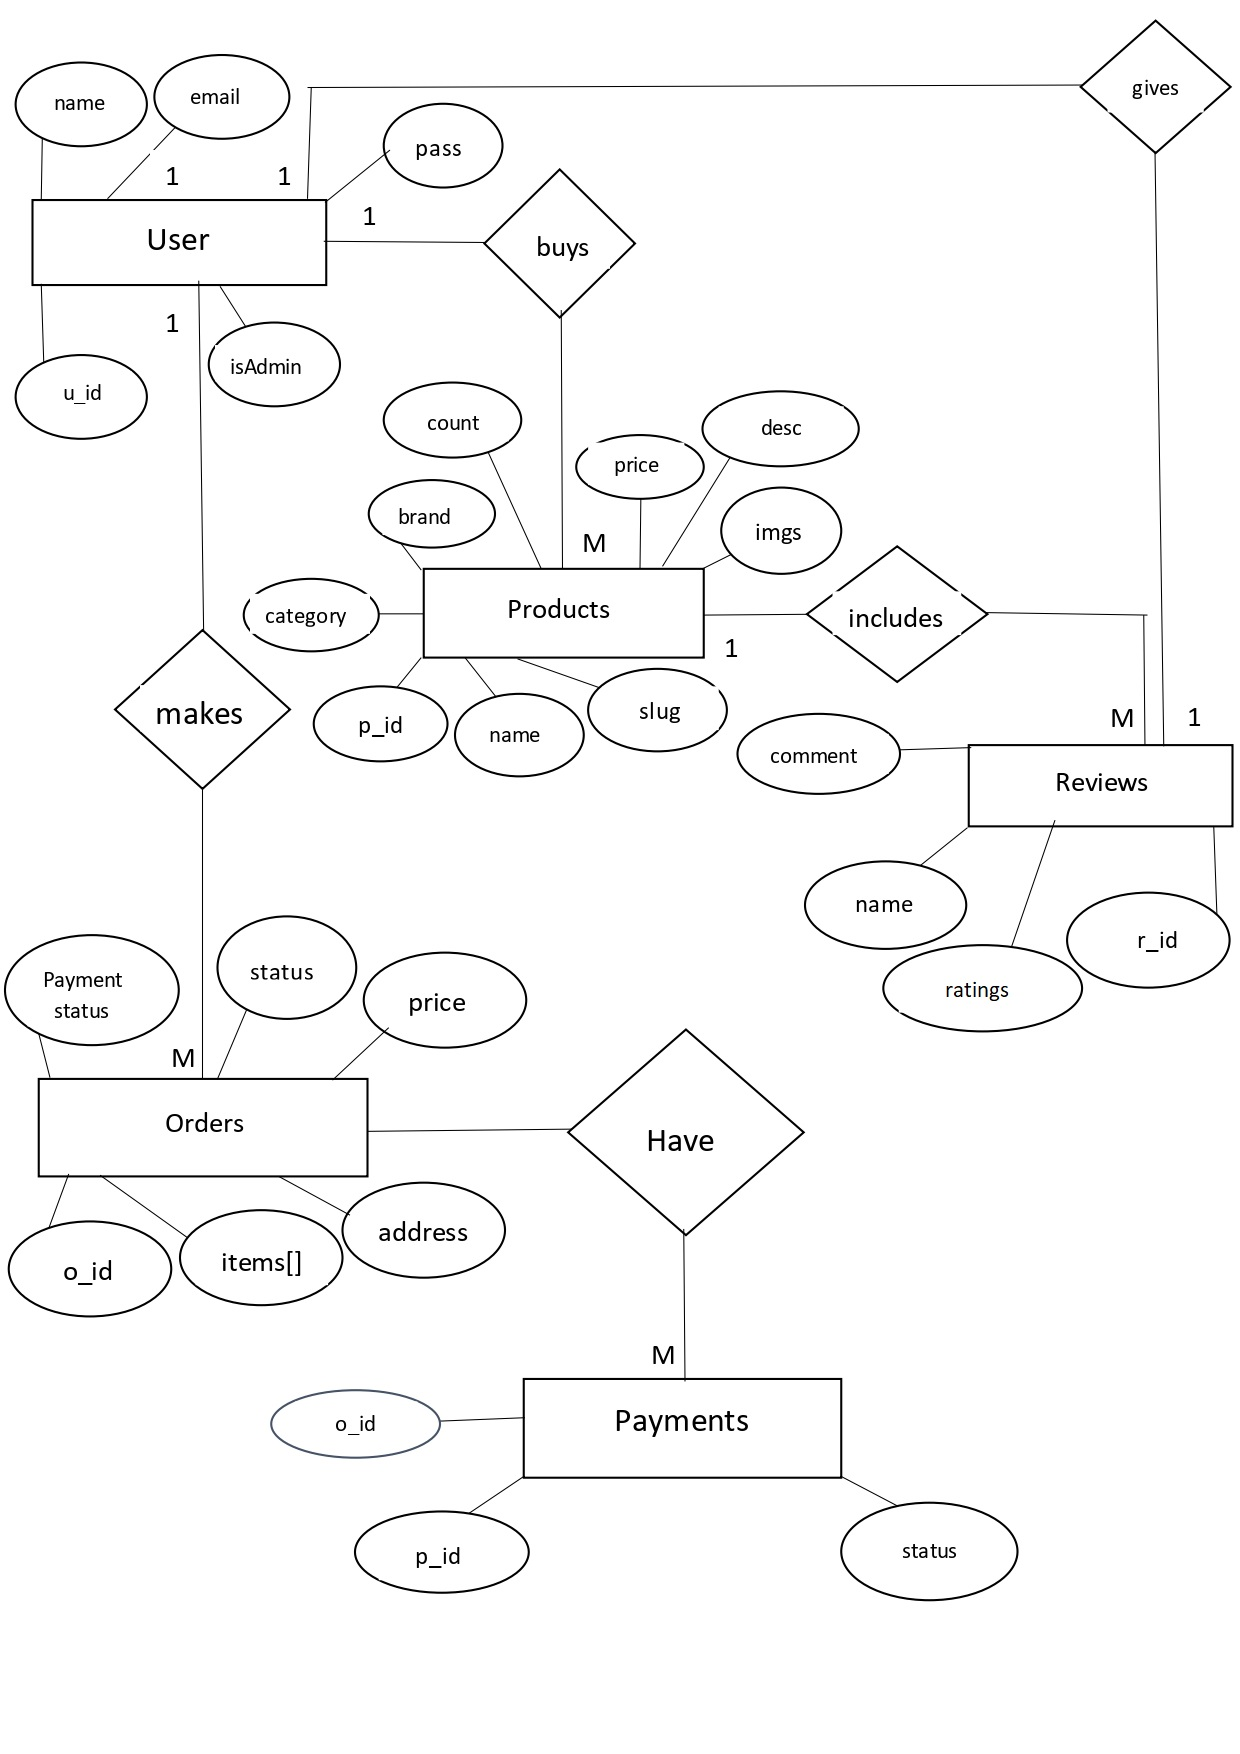 gives
name
email
pass
1
1
1
User
buys
1
isAdmin
u_id
count
desc
price
brand
imgs
M
category
Products
includes
1
p_id
name
slug
makes
M
1
comment
Reviews
name
r_id
ratings
Payment
status
status
price
M
Orders
Have
address
o_id
items[]
M
o_id
Payments
p_id
status